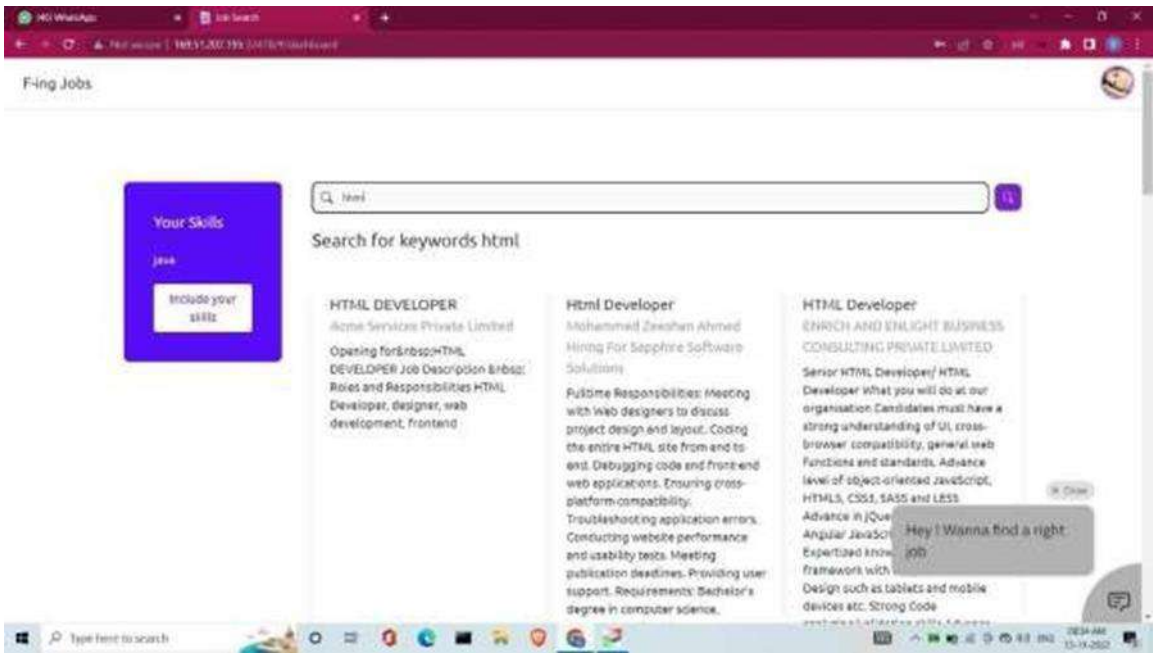 WhatsApp
Job Search
Not secure
F-ing Jobs
Your Skills
java
Include your
skills
html
Search for keywords html
HTML DEVELOPER
Acme Services Private Limited
Opening for&nbsp;HTML
DEVELOPER Job Description &nbsp;
Roles and Responsibilities HTML
Developer, designer, web
development, frontend
Html Developer
Mohammed Zeeshan Ahmed
Hiring For Sapphire Software
Solutions
Fulltime Responsibilities: Meeting
with Web designers to discuss
project design and layout. Coding
the entire HTML site from end to
end. Debugging code and front-end
web applications. Ensuring cross-
platform compatibility.
Troubleshooting application errors.
Conducting website performance
and usability tests. Meeting
publication deadlines. Providing user
support. Requirements: Bachelor's
degree in computer science,
HTML Developer
ENRICH AND ENLIGHT BUSINESS
CONSULTING PRIVATE LIMITED
Senior HTML Developer/ HTML
Developer What you will do at our
organisation Candidates must have a
strong understanding of UI, cross-
browser compatibility, general web
functions and standards. Advance
level of object-oriented JavaScript,
HTML5, CSS3, SASS and LESS
Advance in jQue
Angular JavaScr
Expertized know
framework with
Design such as tablets and mobile
devices etc. Strong Code
Close
Hey I Wanna find a right
job
Type here to search
ENG